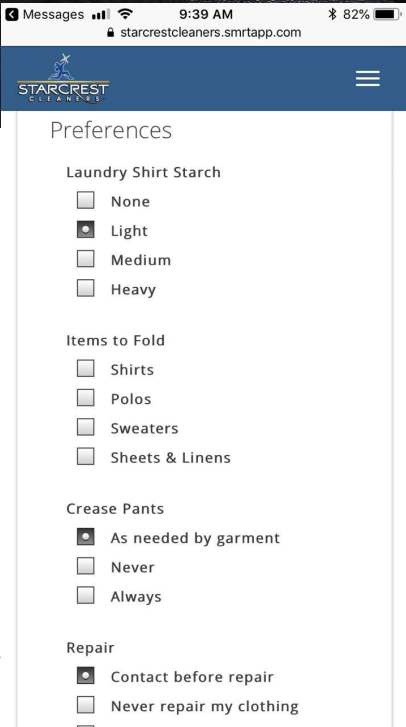 Messages 9:39 AM 82%
starcrestcleaners.smrtapp.com
STARCREST
CLEANERS
Preferences
Laundry Shirt Starch
None
Light
Medium
Heavy
Items to Fold
Shirts
Polos
Sweaters
Sheets & Linens
Crease Pants
As needed by garment
Never
Always
Repair
Contact before repair
Never repair my clothing